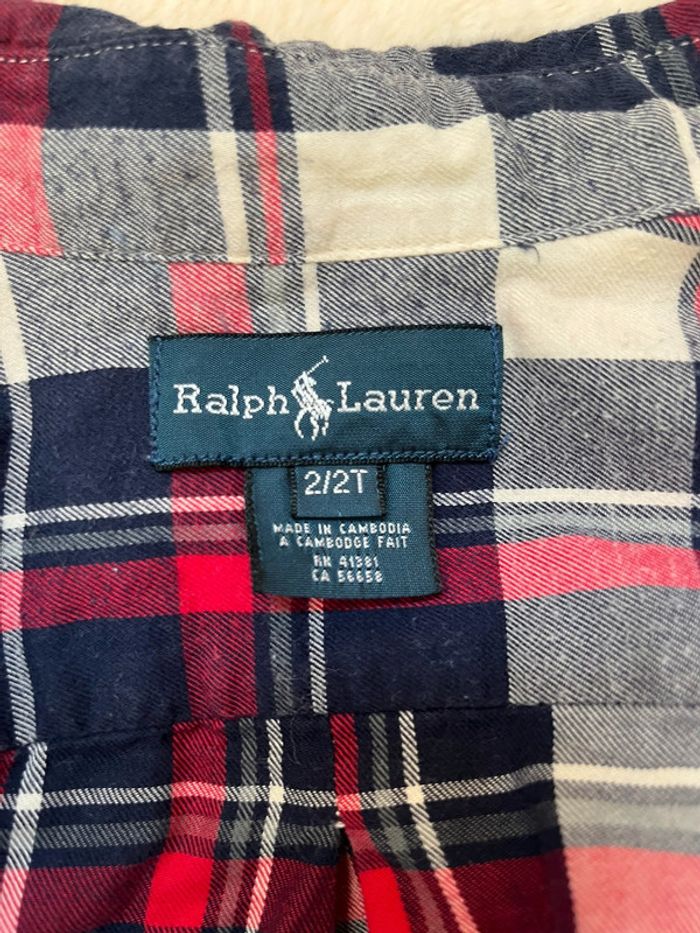 Ralph Lauren
2/2T
MADE IN CAMBODIA
A CAMBODGE FAIT
RN 41381
CA 56658